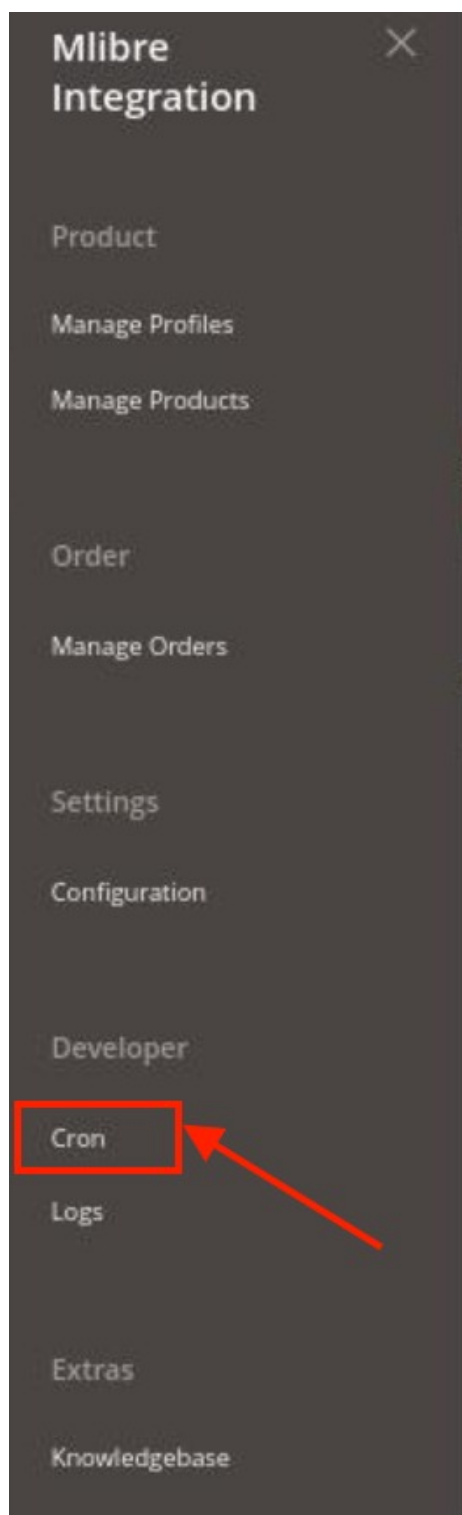 Mlibre
Integration
Product
Manage Profiles
Manage Products
Order
Manage Orders
Settings
Configuration
Developer
Cron
Logs
Extras
Knowledgebase